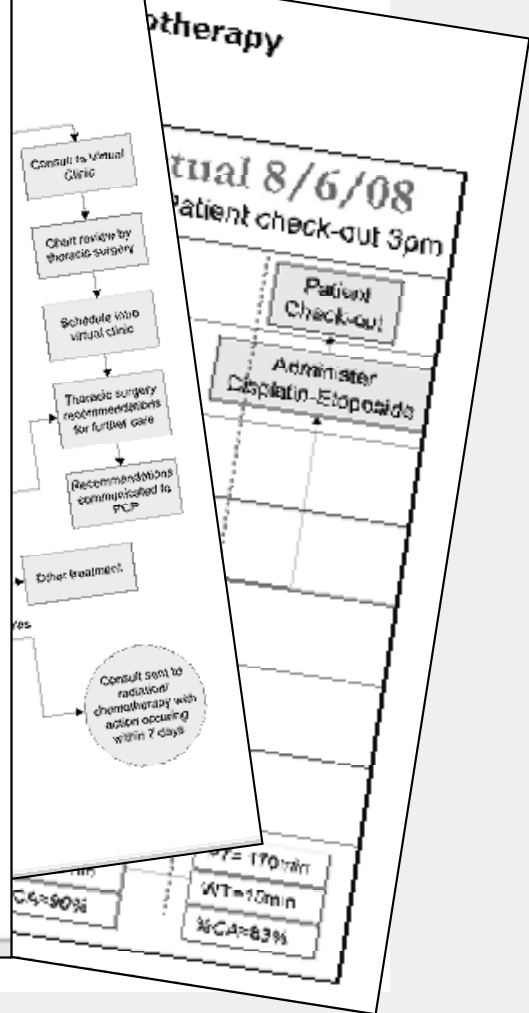 otherapy
tual 8/6/08
Patient check-out 3pm
Patient
Check-out
Administer
Cisplatin-Etoposide
Consult to Virtual
Clinic
Chart review by
thoracic surgery
Schedule into
virtual clinic
Thoracic surgery
recommendations
for further care
Recommendations
communicated to
PCP
Other treatment
Consult sent to
radiation/
chemotherapy with
action occuring
within 7 days
=170min
WT=10min
%CA=83%
CA=90%